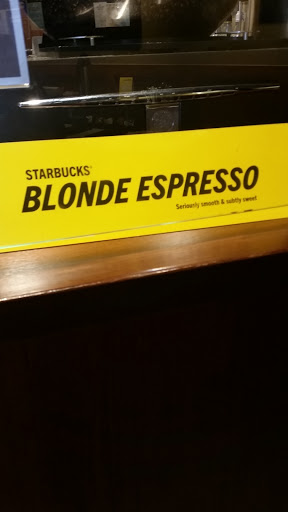 STARBUCKS®
BLONDE ESPRESSO
Seriously smooth & subtly sweet